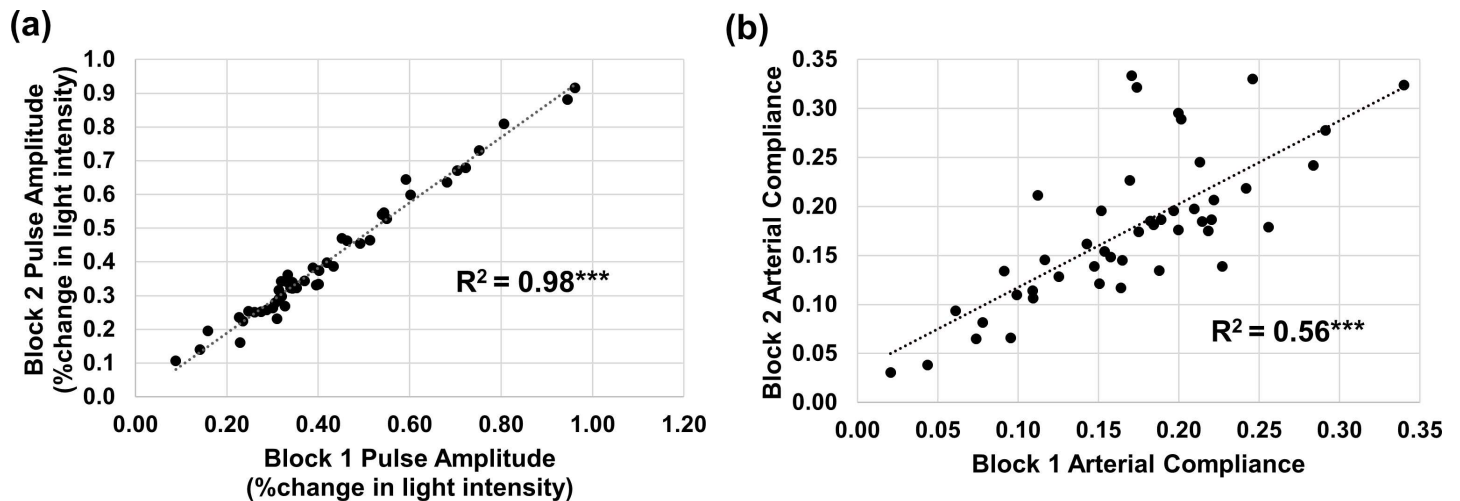 (a)
Block 2 Pulse Amplitude
(%change in light intensity)
1.0
0.9
0.8
0.7
0.6
0.5
0.4
0.3
0.2
0.1
0.0
R² = 0.98***
0.00 0.20 0.40 0.60 0.80 1.00 1.20
Block 1 Pulse Amplitude
(%change in light intensity)
(b)
Block 2 Arterial Compliance
0.35
0.30
0.25
0.20
0.15
0.10
0.05
0.00
R² = 0.56***
0.00 0.05 0.10 0.15 0.20 0.25 0.30 0.35
Block 1 Arterial Compliance